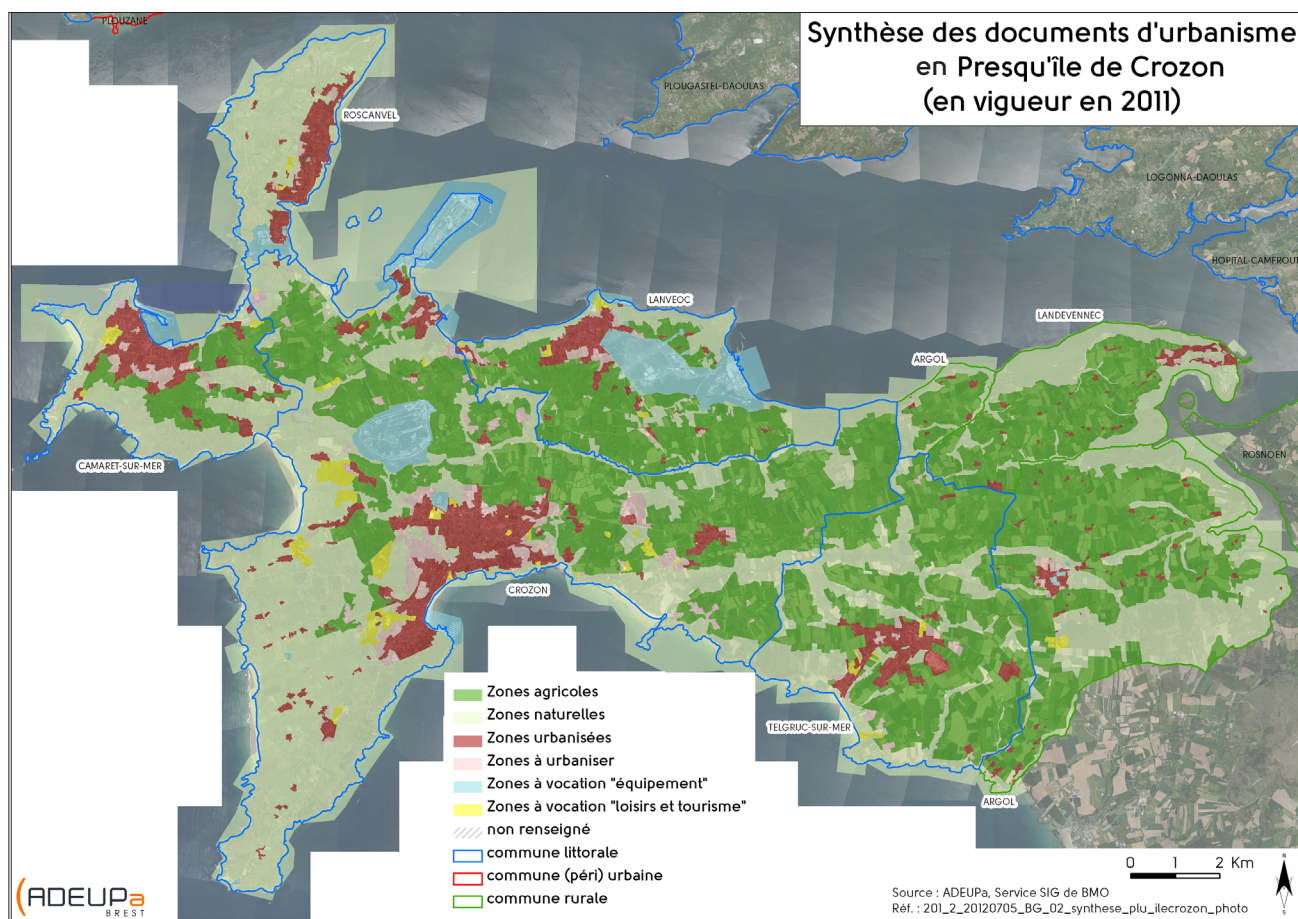 Synthèse des documents d'urbanisme
en Presqu'île de Crozon
(en vigueur en 2011)
PLOUZANE
PLOUGASTEL-DAOULAS
ROSCANVEL
LOGONNA-DAOULAS
HOPITAL-CAMFROUT
LANVEOC
LANDEVENNEC
ARGOL
ROSNOEN
CAMARET-SUR-MER
CROZON
TELGRUC-SUR-MER
ARGOL
Zones agricoles
Zones naturelles
Zones urbanisées
Zones à urbaniser
Zones à vocation "équipement"
Zones à vocation "loisirs et tourisme"
non renseigné
commune littorale
commune (péri) urbaine
commune rurale
0 1 2 Km
N
S
Source : ADEUPa, Service SIG de BMO
Réf. : 201_2_20120705_BG_02_synthese_plu_ilecrozon_photo
ADEUPa
BREST